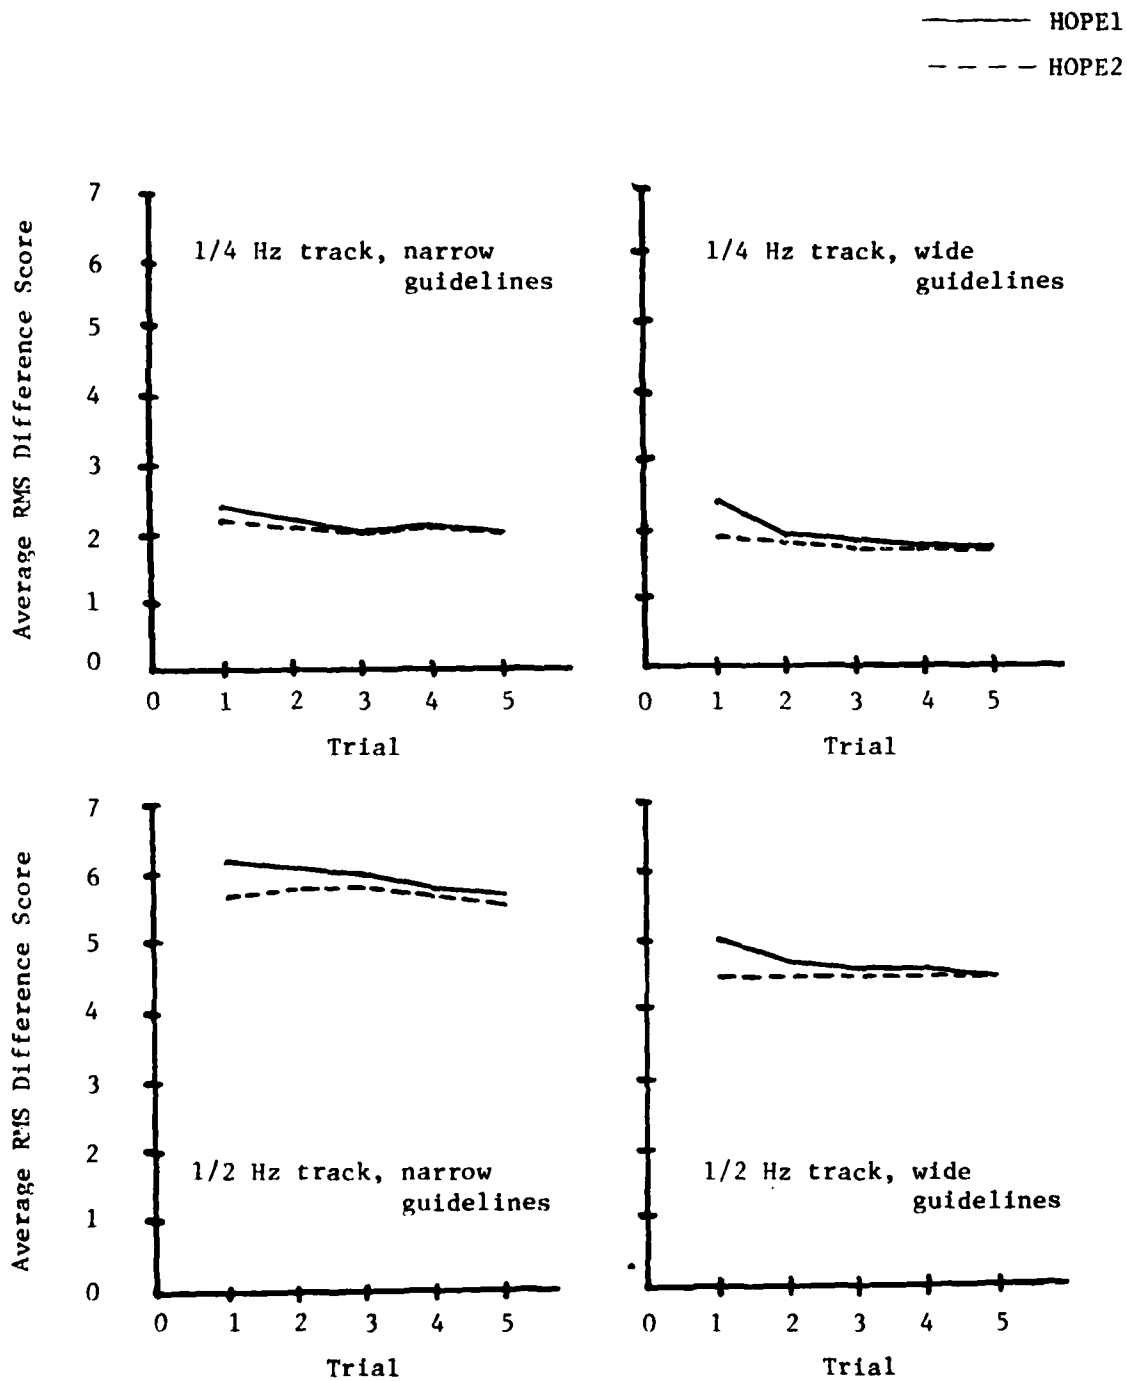 HOPE1
HOPE2
Average RMS Difference Score
7
6
5
4
3
2
1
0
1/4 Hz track, narrow
guidelines
0 1 2 3 4 5
Trial
1/4 Hz track, wide
guidelines
0 1 2 3 4 5
Trial
Average RMS Difference Score
7
6
5
4
3
2
1
0
1/2 Hz track, narrow
guidelines
0 1 2 3 4 5
Trial
1/2 Hz track, wide
guidelines
0 1 2 3 4 5
Trial